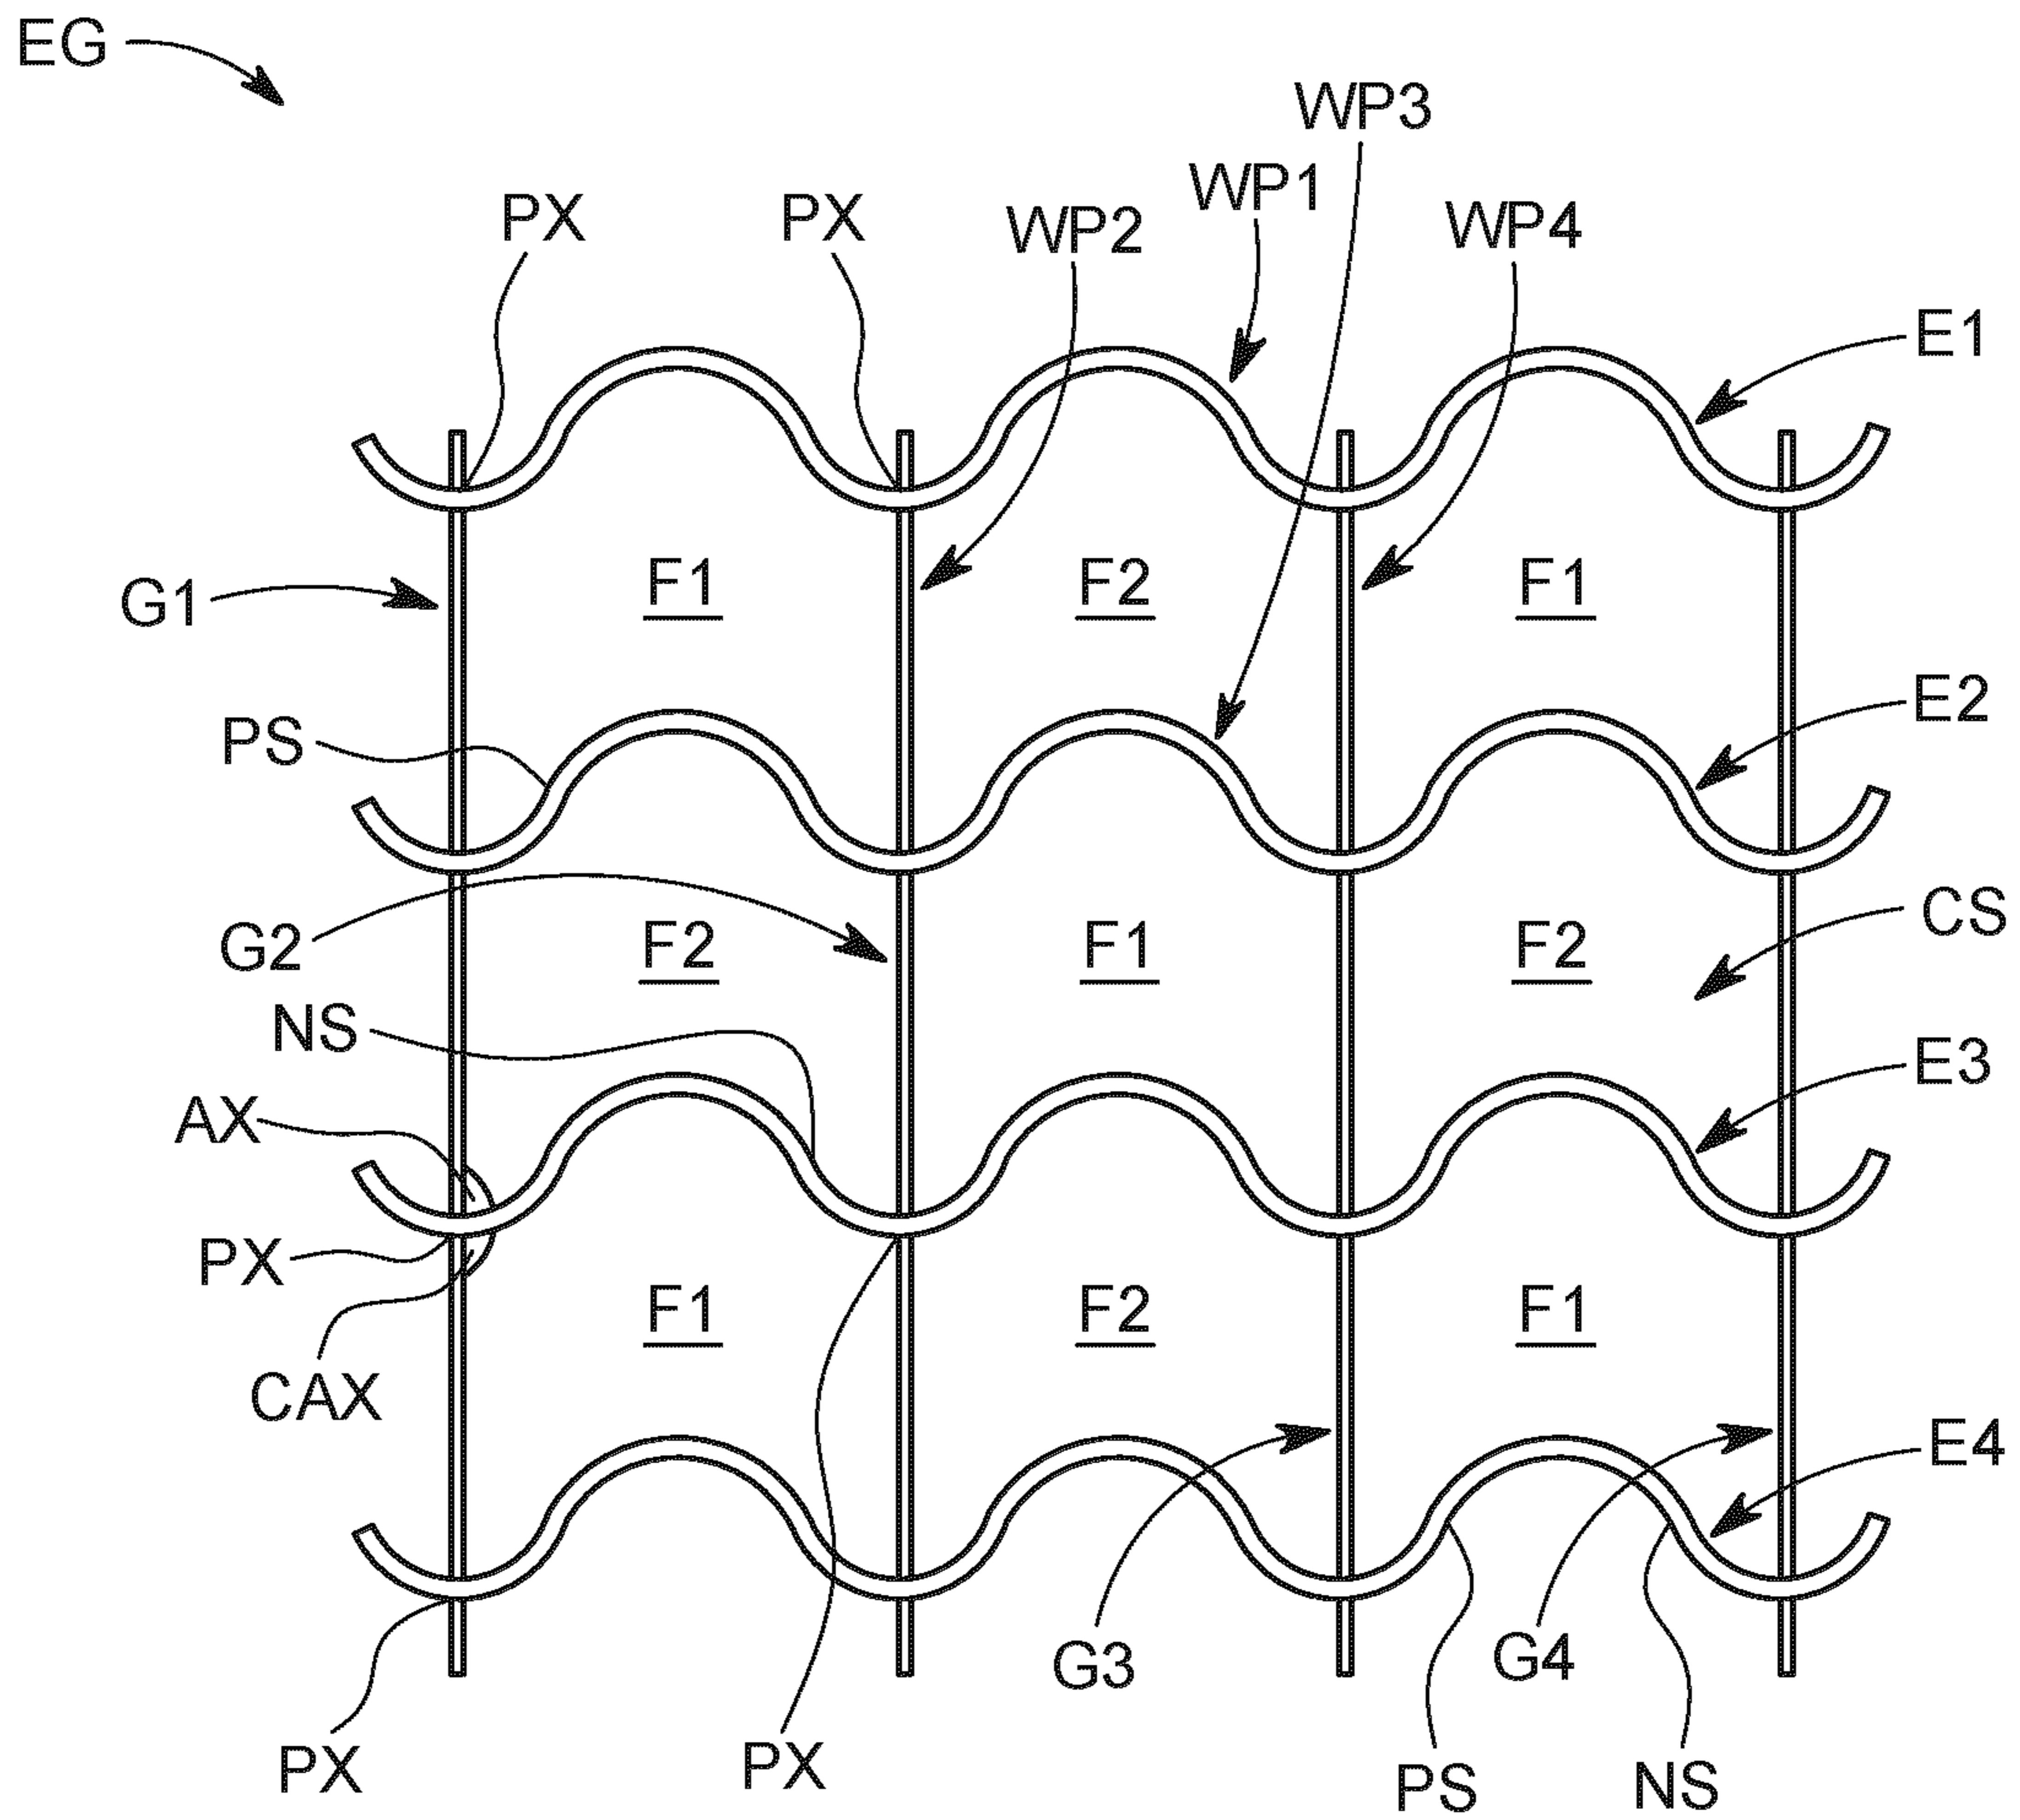 EG
WP3
WP1
PX PX WP2 WP4
E1
G1 F1 F2 F1
PS E2
G2 F2 F1 F2 CS
NS
E3
AX
PX
F1 F2 F1
CAX
E4
G3 G4
PX PX PS NS